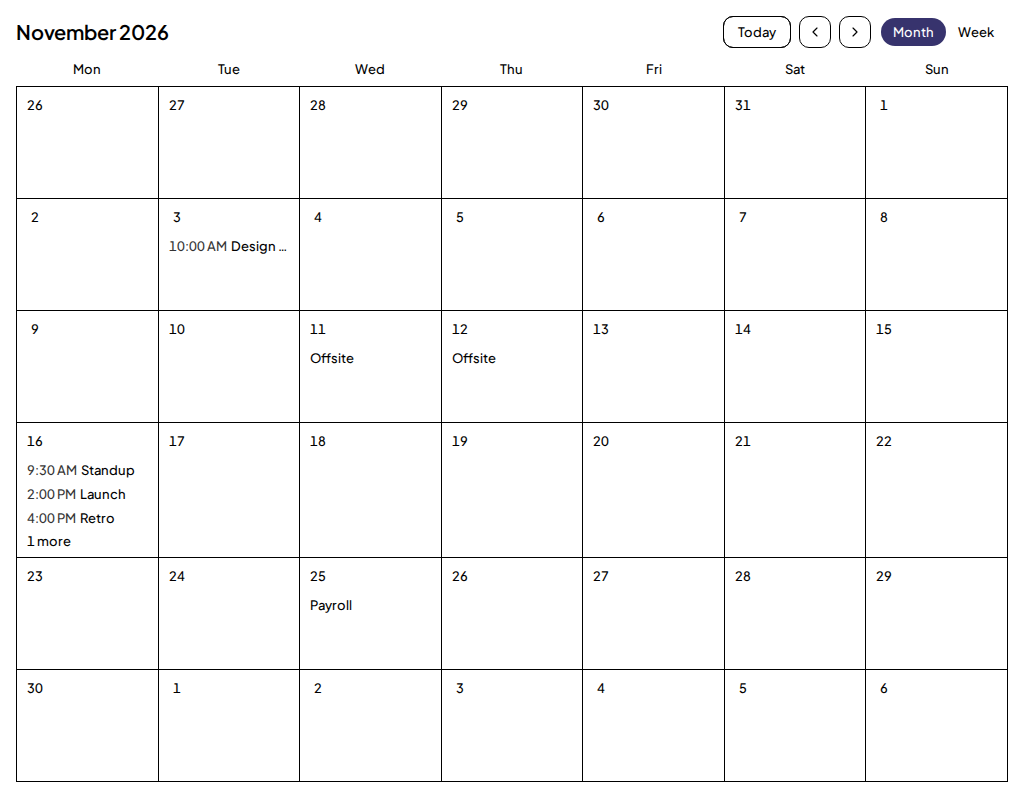 November 2026
Today Month Week
Mon Tue Wed Thu Fri Sat Sun
26 27 28 29 30 31 1
2 3 4 5 6 7 8
10:00 AM Design ...
9 10 11 12 13 14 15
Offsite Offsite
16 17 18 19 20 21 22
9:30 AM Standup
2:00 PM Launch
4:00 PM Retro
1 more
23 24 25 26 27 28 29
Payroll
30 1 2 3 4 5 6